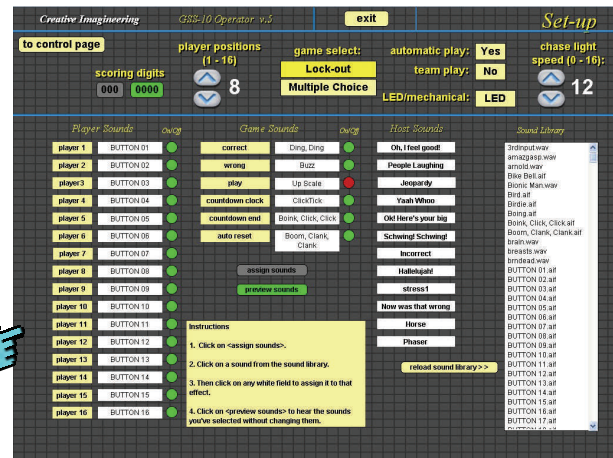 Creative Imagineering
GSS-10 Operator v.5
exit
Set-up
to control page
player positions
(1 - 16)
8
scoring digits
000
0000
game select:
Lock-out
Multiple Choice
automatic play:
Yes
team play:
No
LED/mechanical:
LED
chase light
speed (0 - 16):
12
Player Sounds
On/Off
Game Sounds
On/Off
Host Sounds
Sound Library
player 1 BUTTON 01
player 2 BUTTON 02
player3 BUTTON 03
player 4 BUTTON 04
player 5 BUTTON 05
player 6 BUTTON 06
player 7 BUTTON 07
player 8 BUTTON 08
player 9 BUTTON 09
player 10 BUTTON 10
player 11 BUTTON 11
player 12 BUTTON 12
player 13 BUTTON 13
player 14 BUTTON 14
player 15 BUTTON 15
player 16 BUTTON 16
correct Ding, Ding
wrong Buzz
play Up Scale
countdown clock ClickTick
countdown end Boink, Click, Click
auto reset Boom, Clank,
Clank
assign sounds
preview sounds
Instructions
1. Click on <assign sounds>.
2. Click on a sound from the sound library.
3. Then click on any white field to assign it to that
effect.
4. Click on <preview sounds> to hear the sounds
you've selected without changing them.
Oh, I feel good!
People Laughing
Jeopardy
Yaah Whoo
Ok! Here's your big
Schwing! Schwing!
Incorrect
Hallelujah!
stress1
Now was that wrong
Horse
Phaser
reload sound library> >
3rdinput.wav
amazgasp.wav
arnold.wav
Bike Bell.aif
Bionic Man.wav
Bird.aif
Birdie.aif
Boing.aif
Boink, Click, Click.aif
Boom, Clank, Clank.aif
brain.wav
breasts.wav
brndead.wav
BUTTON 01.aif
BUTTON 02.aif
BUTTON 03.aif
BUTTON 04.aif
BUTTON 05.aif
BUTTON 06.aif
BUTTON 07.aif
BUTTON 08.aif
BUTTON 09.aif
BUTTON 10.aif
BUTTON 11.aif
BUTTON 12.aif
BUTTON 13.aif
BUTTON 14.aif
BUTTON 15.aif
BUTTON 16.aif
BUTTON 17.aif